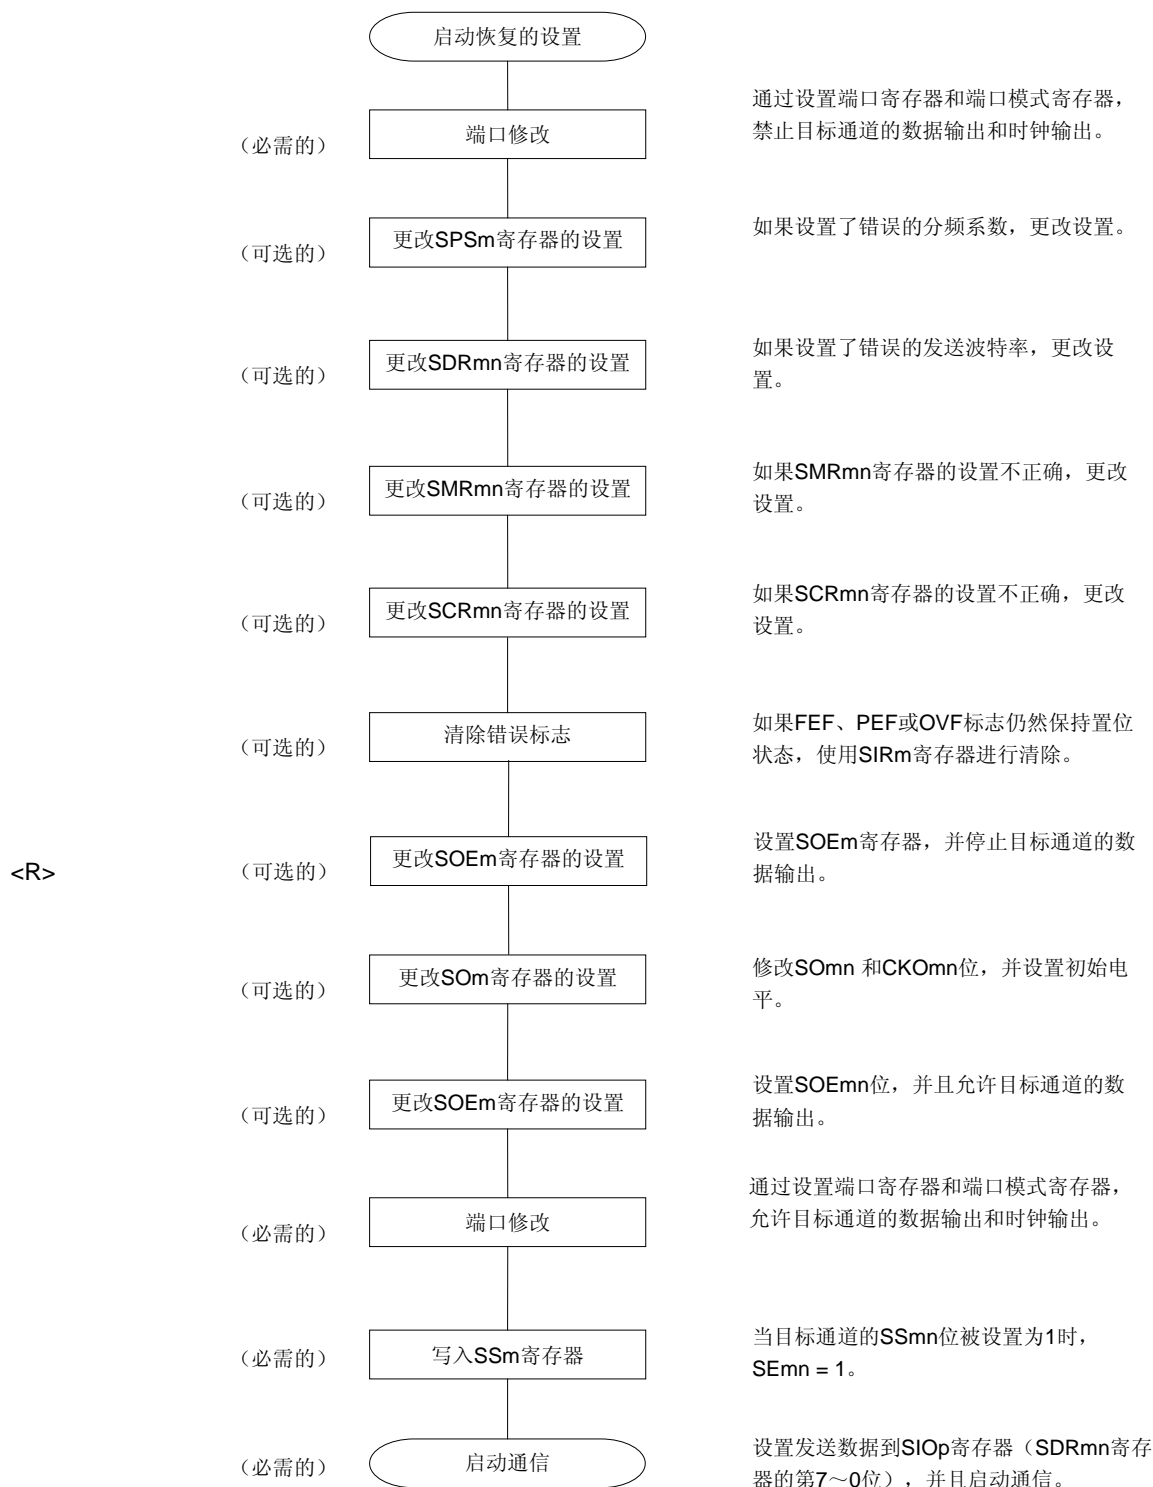 启动恢复的设置
通过设置端口寄存器和端口模式寄存器，
禁止目标通道的数据输出和时钟输出。
（必需的）
端口修改
如果设置了错误的分频系数，更改设置。
（可选的）
更改SPSm寄存器的设置
如果设置了错误的发送波特率，更改设
置。
（可选的）
更改SDRmn寄存器的设置
如果SMRmn寄存器的设置不正确，更改
设置。
（可选的）
更改SMRmn寄存器的设置
如果SCRmn寄存器的设置不正确，更改
设置。
（可选的）
更改SCRmn寄存器的设置
如果FEF、PEF或OVF标志仍然保持置位
状态，使用SIRm寄存器进行清除。
（可选的）
清除错误标志
设置SOEm寄存器，并停止目标通道的数
据输出。
<R>
（可选的）
更改SOEm寄存器的设置
修改SOmn 和CKOmn位，并设置初始电
平。
（可选的）
更改SOm寄存器的设置
设置SOEmn位，并且允许目标通道的数
据输出。
（可选的）
更改SOEm寄存器的设置
通过设置端口寄存器和端口模式寄存器，
允许目标通道的数据输出和时钟输出。
（必需的）
端口修改
当目标通道的SSmn位被设置为1时，
SEmn = 1。
（必需的）
写入SSm寄存器
设置发送数据到SIOp寄存器（SDRmn寄存
器的第7～0位），并且启动通信。
（必需的）
启动通信